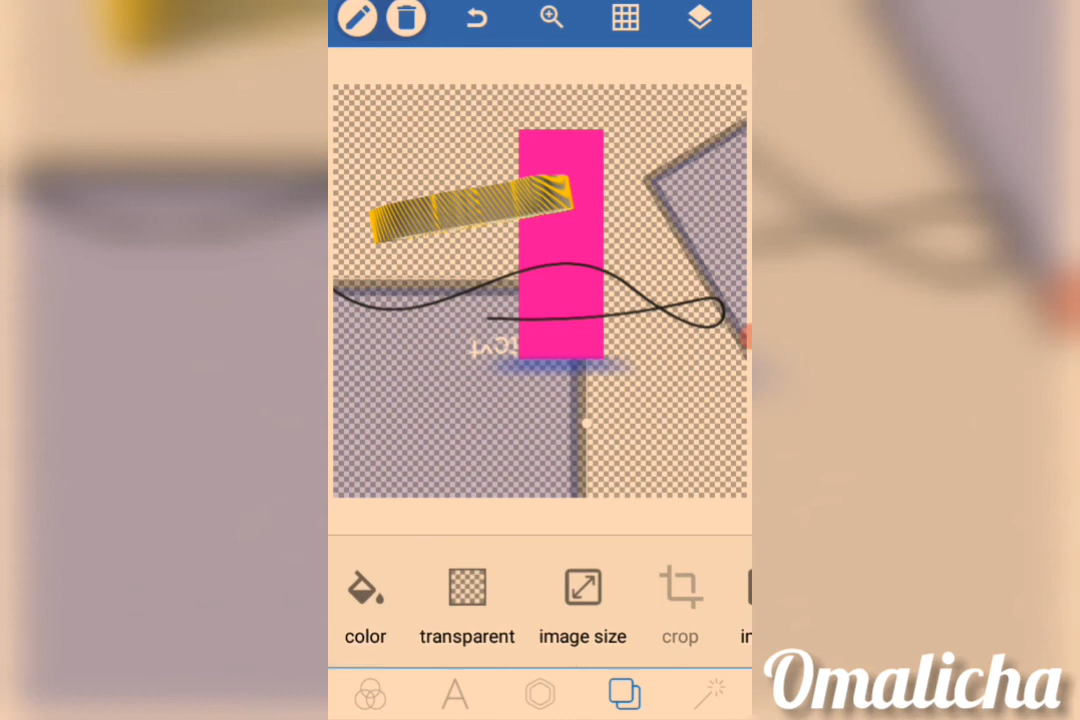 color
transparent
image size
crop
Omalicha